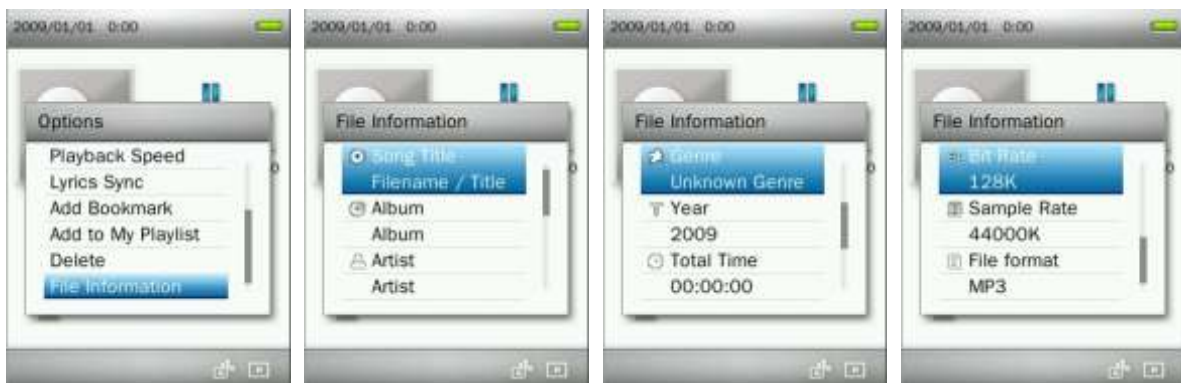 2009/01/01 0:00
Options
Playback Speed
Lyrics Sync
Add Bookmark
Add to My Playlist
Delete
File Information
2009/01/01 0:00
File Information
Song Title
Filename / Title
Album
Album
Artist
Artist
2009/01/01 0:00
File Information
Genre
Unknown Genre
Year
2009
Total Time
00:00:00
2009/01/01 0:00
File Information
Bit Rate
128K
Sample Rate
44000K
File format
MP3